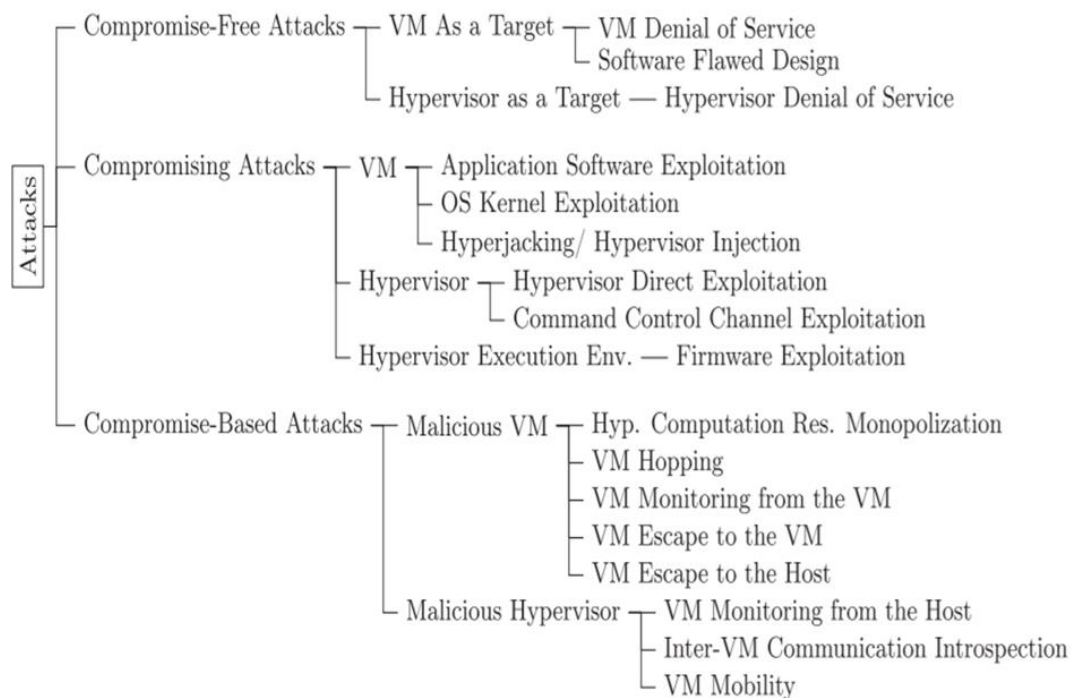 Compromise-Free Attacks VM As a Target VM Denial of Service
Software Flawed Design
Hypervisor as a Target Hypervisor Denial of Service
Attacks
Compromising Attacks VM Application Software Exploitation
OS Kernel Exploitation
Hyperjacking/ Hypervisor Injection
Hypervisor Hypervisor Direct Exploitation
Command Control Channel Exploitation
Hypervisor Execution Env. Firmware Exploitation
Compromise-Based Attacks Malicious VM Hyp. Computation Res. Monopolization
VM Hopping
VM Monitoring from the VM
VM Escape to the VM
VM Escape to the Host
Malicious Hypervisor VM Monitoring from the Host
Inter-VM Communication Introspection
VM Mobility